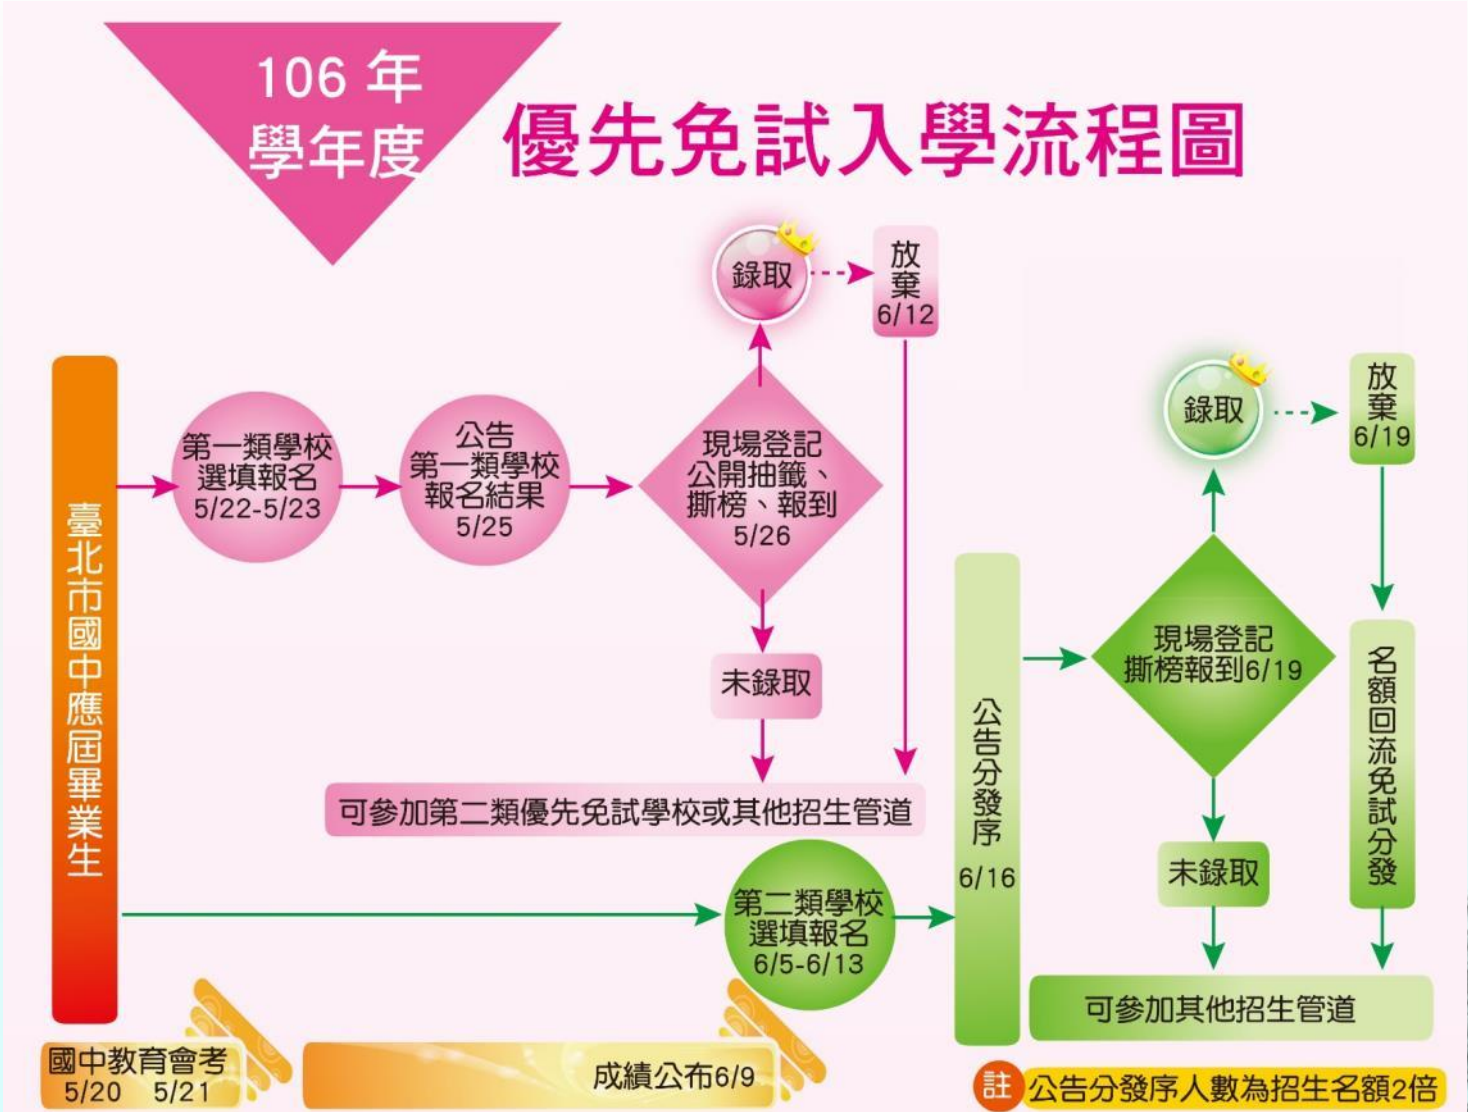 106 年
學年度
優先免試入學流程圖
錄取
放棄
6/12
臺北市國中應屆畢業生
第一類學校
選填報名
5/22-5/23
公告
第一類學校
報名結果
5/25
現場登記
公開抽籤、
撕榜、報到
5/26
未錄取
可參加第二類優先免試學校或其他招生管道
第二類學校
選填報名
6/5-6/13
公告分發序
6/16
錄取
放棄
6/19
現場登記
撕榜報到6/19
未錄取
名額回流免試分發
可參加其他招生管道
國中教育會考
5/20 5/21
成績公布6/9
註 公告分發序人數為招生名額2倍